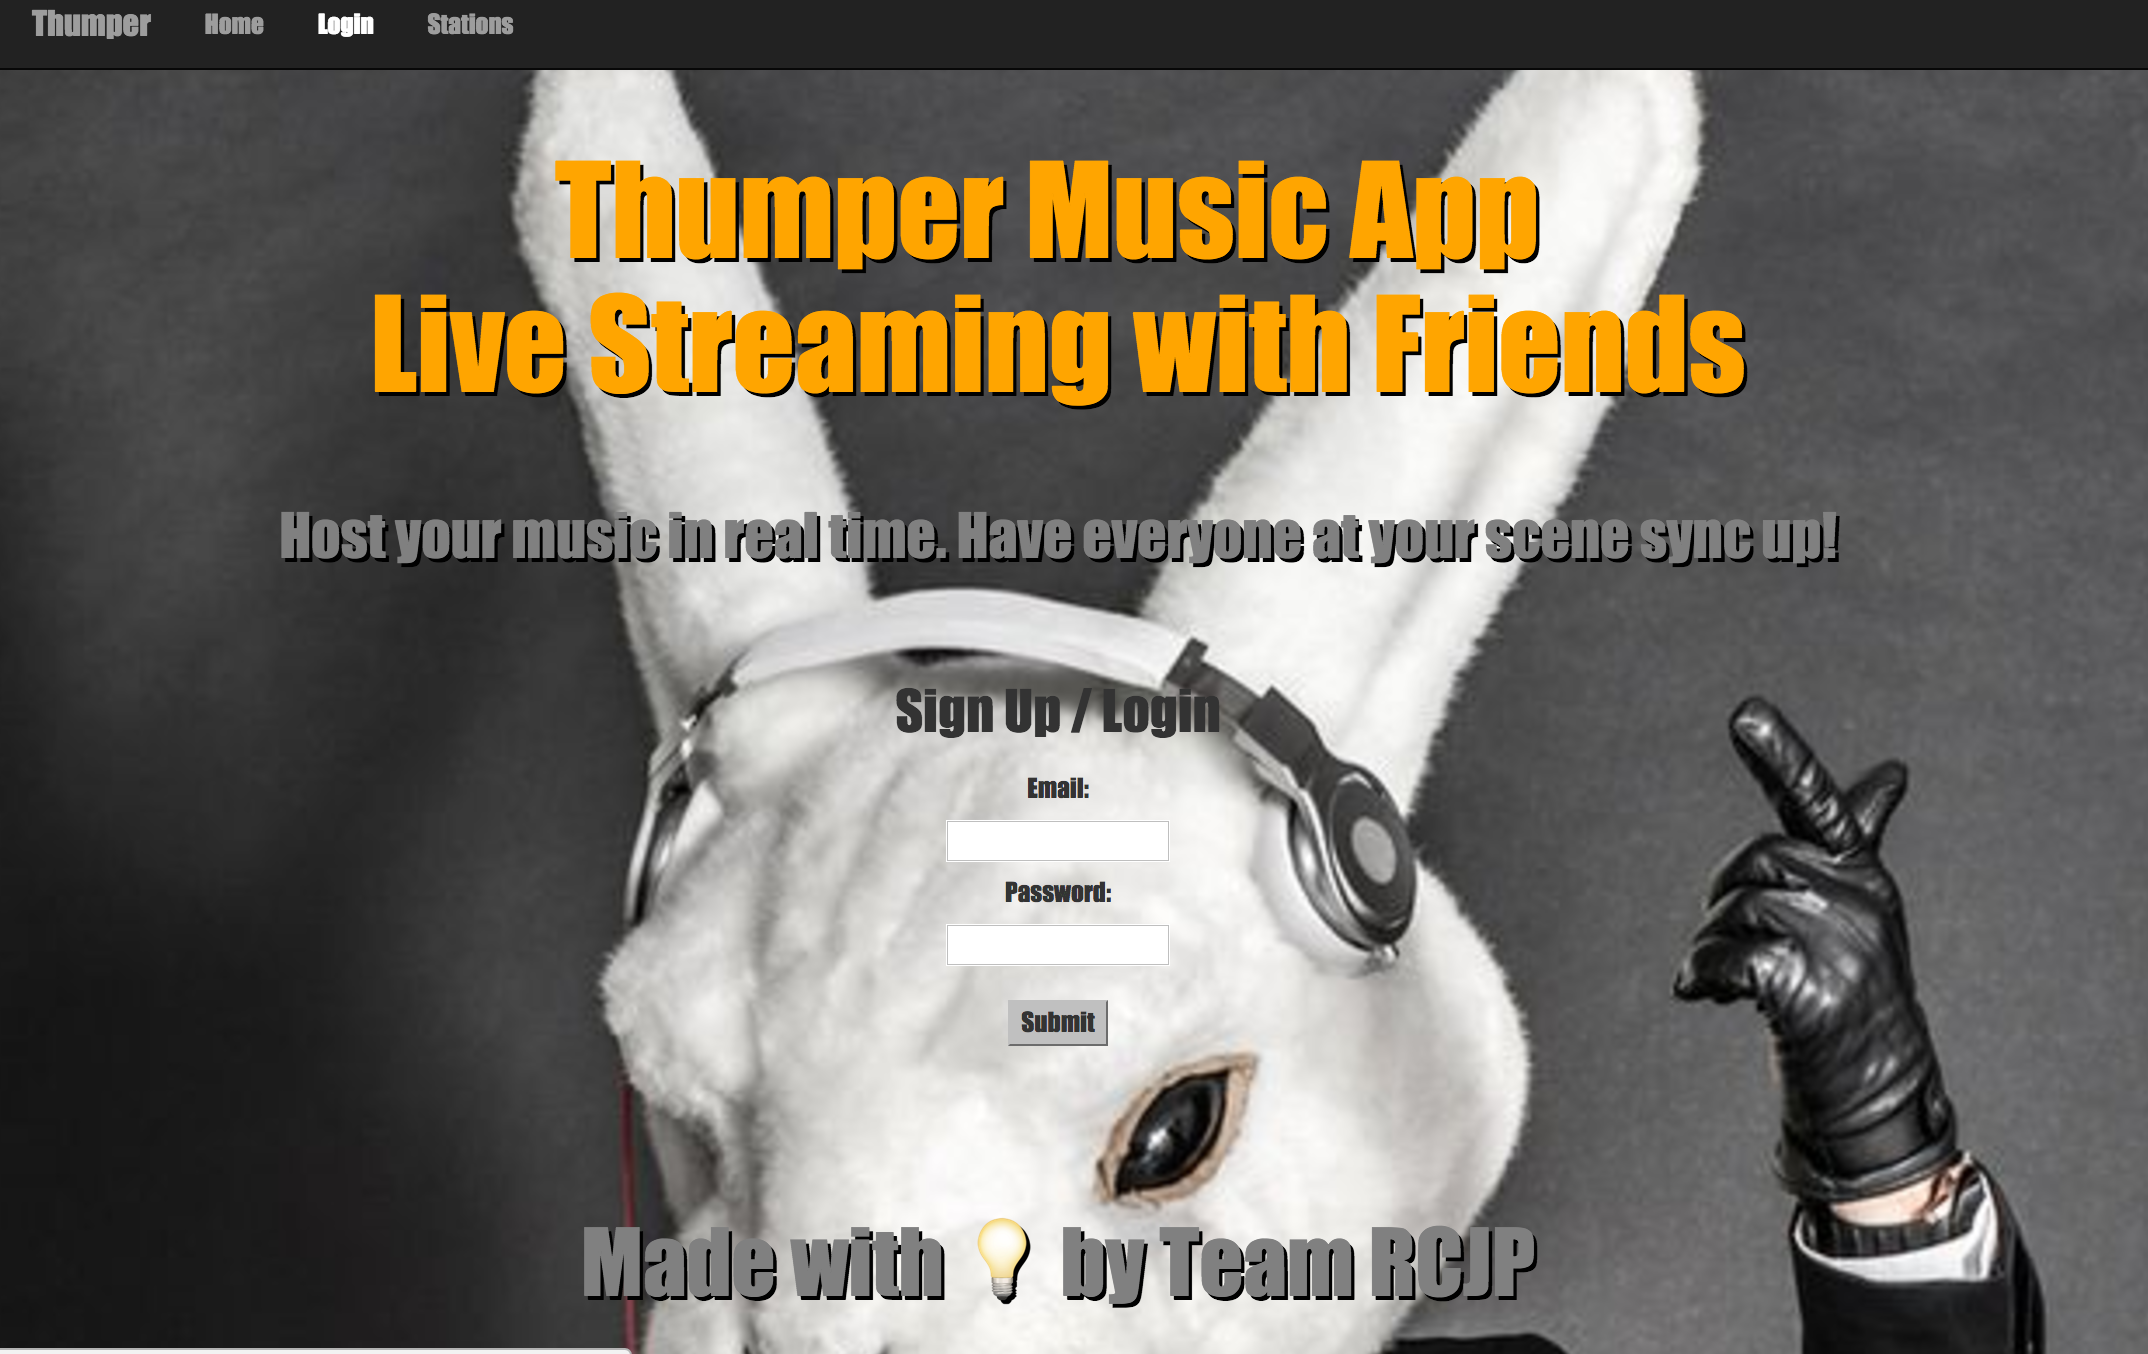 Thumper Home Login Stations
Thumper Music App
Live Streaming with Friends
Host your music in real time. Have everyone at your scene sync up!
Sign Up / Login
Email:
Password:
Submit
Made with 💡 by Team RCJP